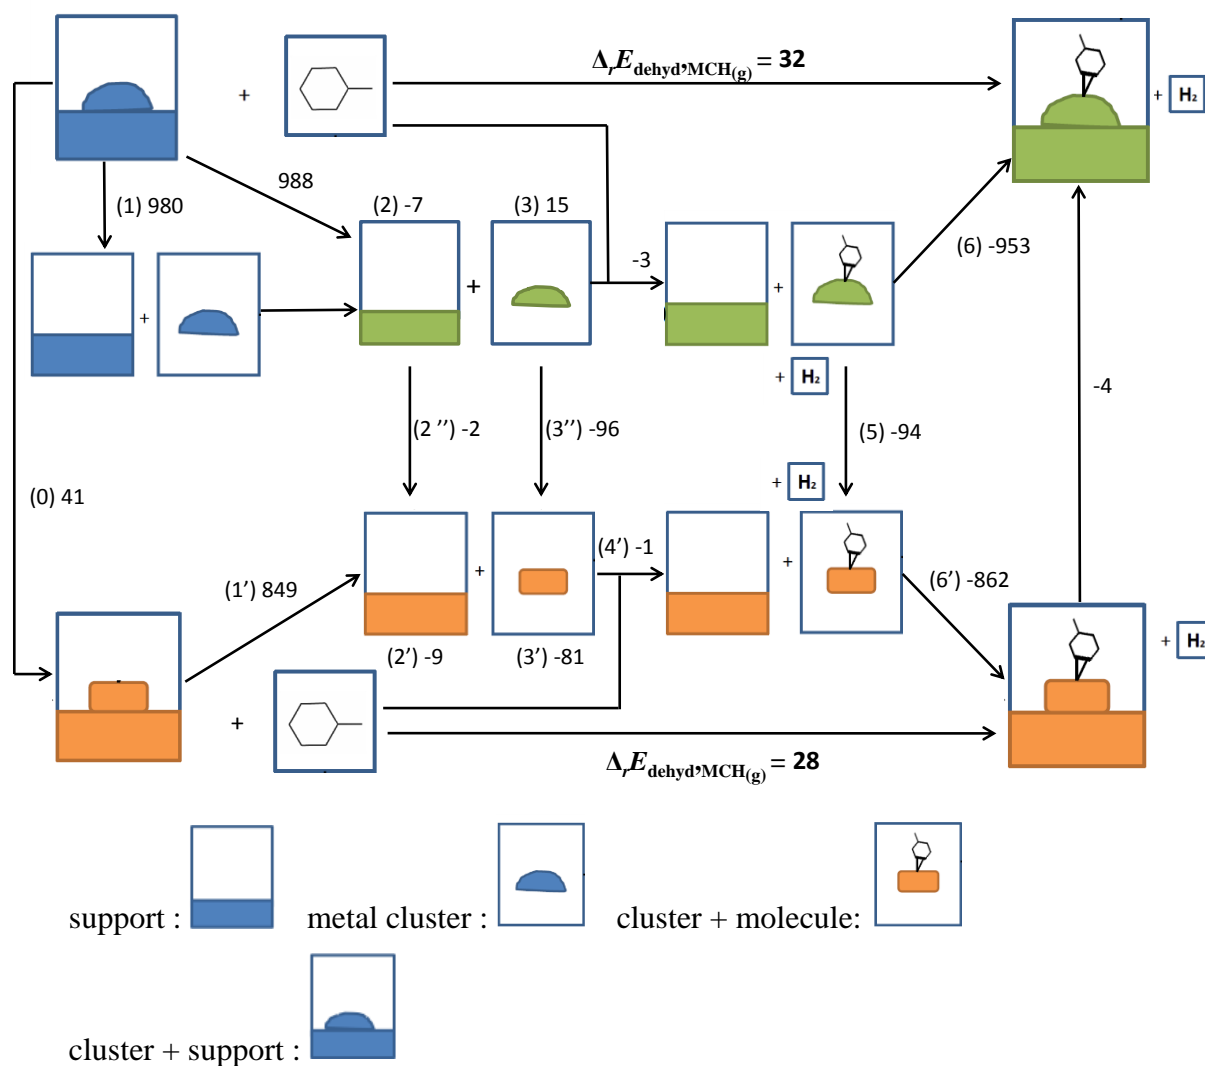 Δ_rE_dehyd,MCH(g) = 32
+
+ H₂
988
(1) 980
(2) -7
(3) 15
-3
(6) -953
+
+
+
+ H₂
-4
(2 '') -2
(3'') -96
(5) -94
+ H₂
(0) 41
(4') -1
(1') 849
+
+
(6') -862
+ H₂
(2') -9
(3') -81
+
Δ_rE_dehyd,MCH(g) = 28
support :
metal cluster :
cluster + molecule:
cluster + support :